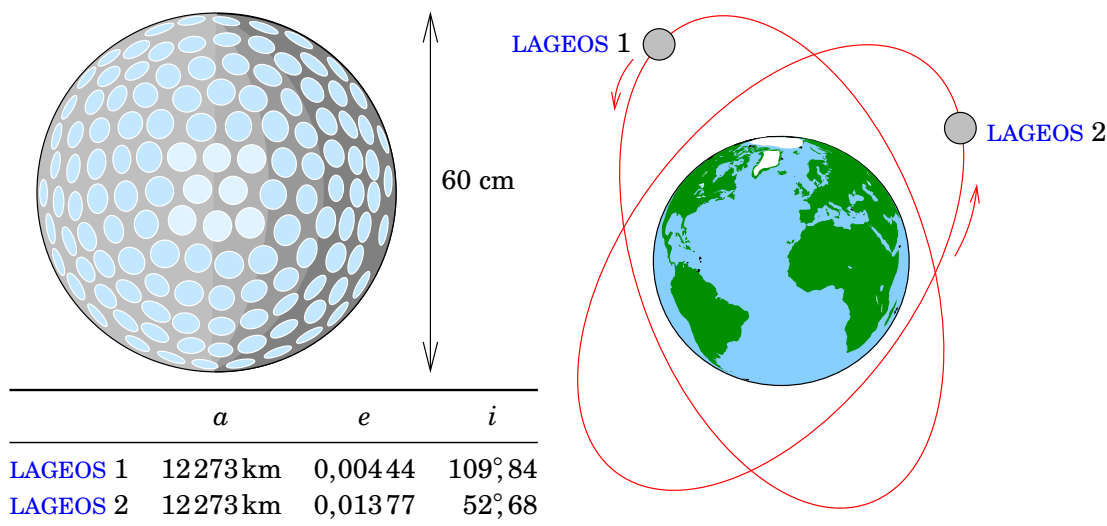 60 cm
LAGEOS 1
LAGEOS 2
a e i
LAGEOS 1 12 273 km 0,004 44 109°,84
LAGEOS 2 12 273 km 0,013 77 52°,68